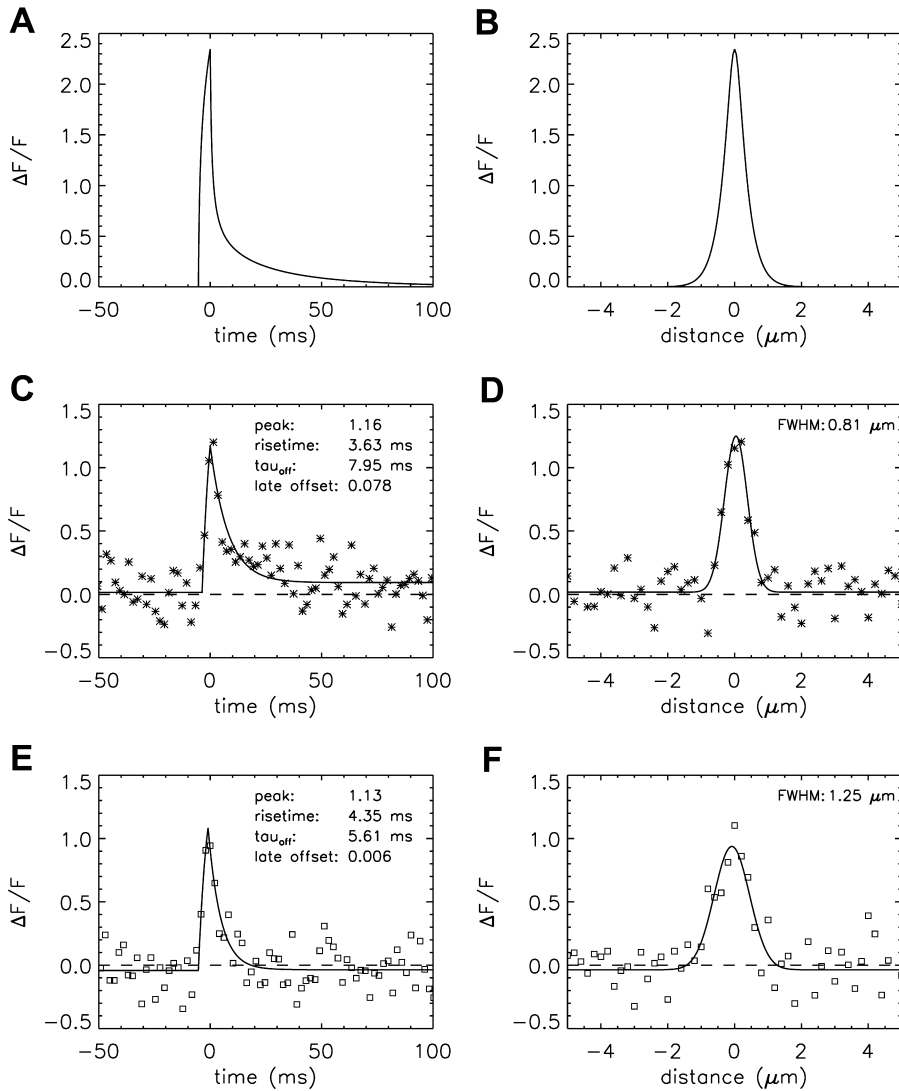 A
2.5
2.0
1.5
1.0
0.5
0.0
ΔF/F
−50 0 50 100
time (ms)
B
2.5
2.0
1.5
1.0
0.5
0.0
ΔF/F
−4 −2 0 2 4
distance (μm)
C
1.5
1.0
0.5
0.0
−0.5
ΔF/F
peak: 1.16
risetime: 3.63 ms
tau_off: 7.95 ms
late offset: 0.078
−50 0 50 100
time (ms)
D
1.5
1.0
0.5
0.0
−0.5
ΔF/F
FWHM: 0.81 μm
−4 −2 0 2 4
distance (μm)
E
1.5
1.0
0.5
0.0
−0.5
ΔF/F
peak: 1.13
risetime: 4.35 ms
tau_off: 5.61 ms
late offset: 0.006
−50 0 50 100
time (ms)
F
1.5
1.0
0.5
0.0
−0.5
ΔF/F
FWHM: 1.25 μm
−4 −2 0 2 4
distance (μm)